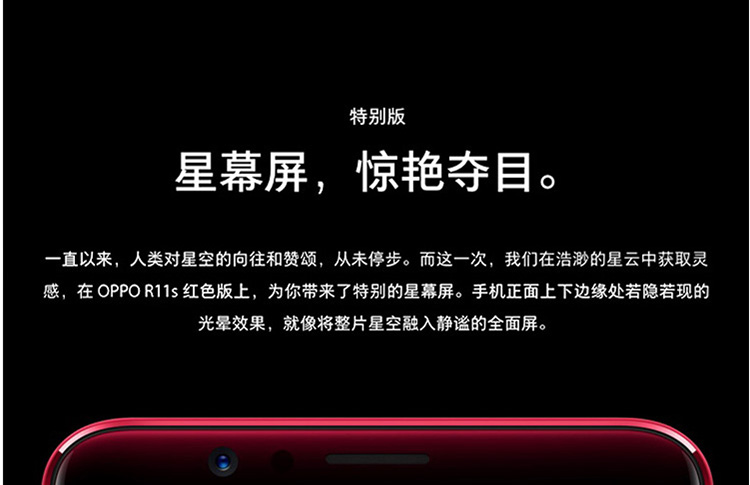 特别版
星幕屏，惊艳夺目。
一直以来，人类对星空的向往和赞颂，从未停步。而这一次，我们在浩渺的星云中获取灵
感，在 OPPO R11s 红色版上，为你带来了特别的星幕屏。手机正面上下边缘处若隐若现的
光晕效果，就像将整片星空融入静谧的全面屏。